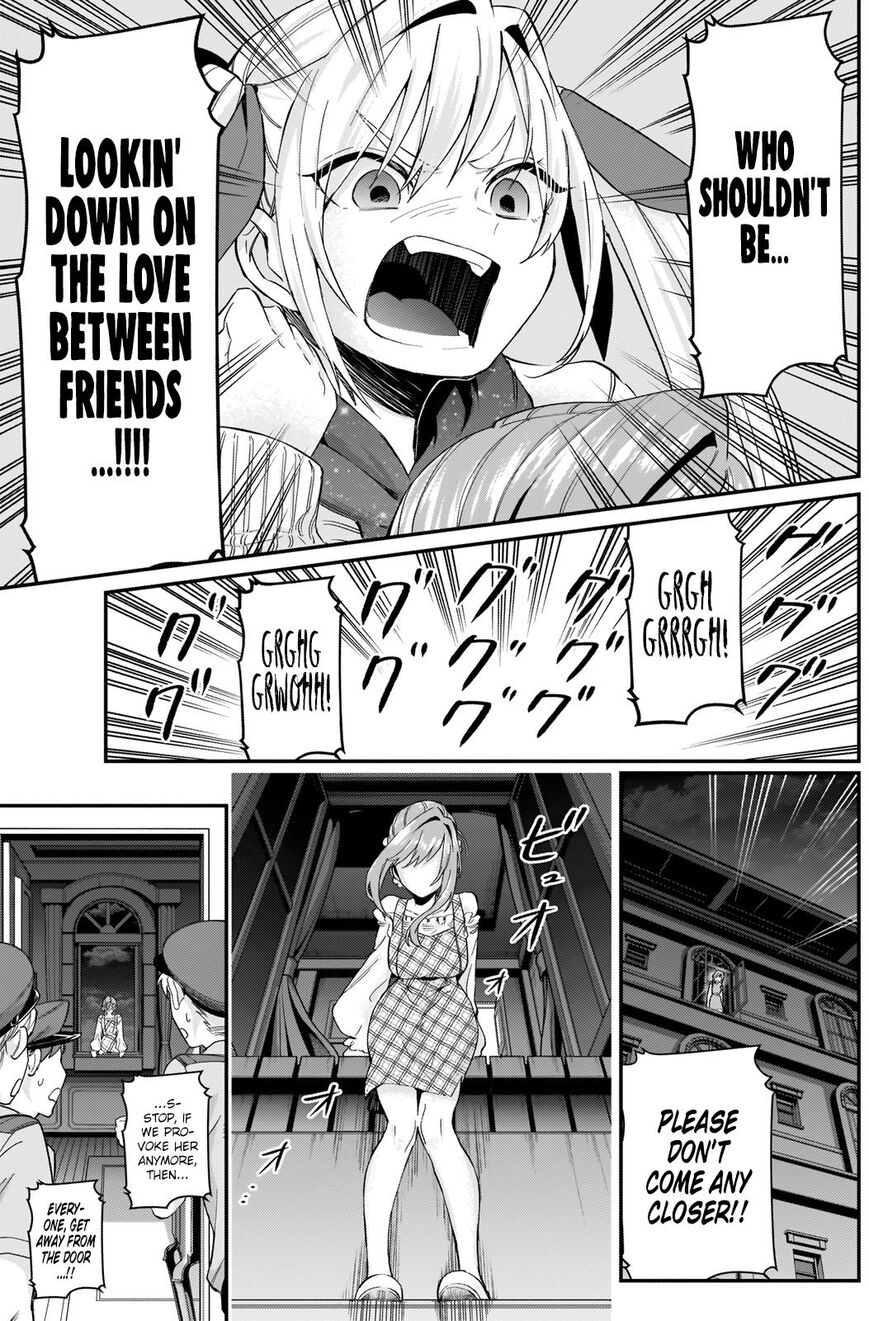 WHO
SHOULDN'T
BE...
LOOKIN'
DOWN ON
THE LOVE
BETWEEN
FRIENDS
...!!!!
GRGH
GRRRGH!
GRGHG
GRWOHH!
ググ
ググ
ググ
ググ
ググ
ググ
PLEASE
DON'T
COME ANY
CLOSER!!
ビュオ
オオ
オオ
...S-
STOP, IF
WE PRO-
VOKE HER
ANYMORE,
THEN...
EVERY-
ONE, GET
AWAY FROM
THE DOOR
...!!